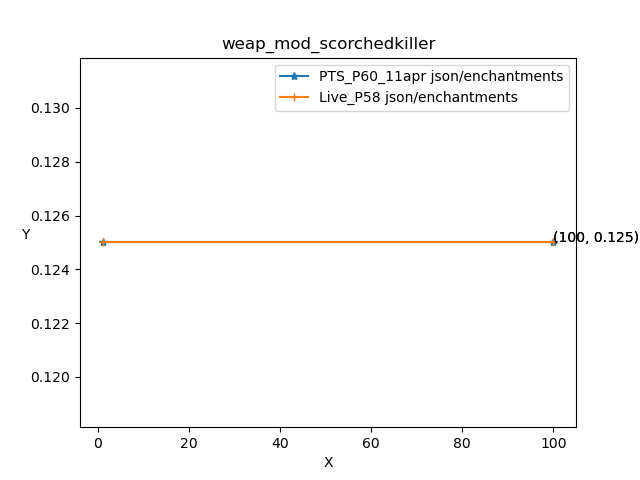 weap_mod_scorchedkiller
PTS_P60_11apr json/enchantments
Live_P58 json/enchantments
0.130
0.128
0.126
Y
(100, 0.125)
0.124
0.122
0.120
0 20 40 60 80 100
X